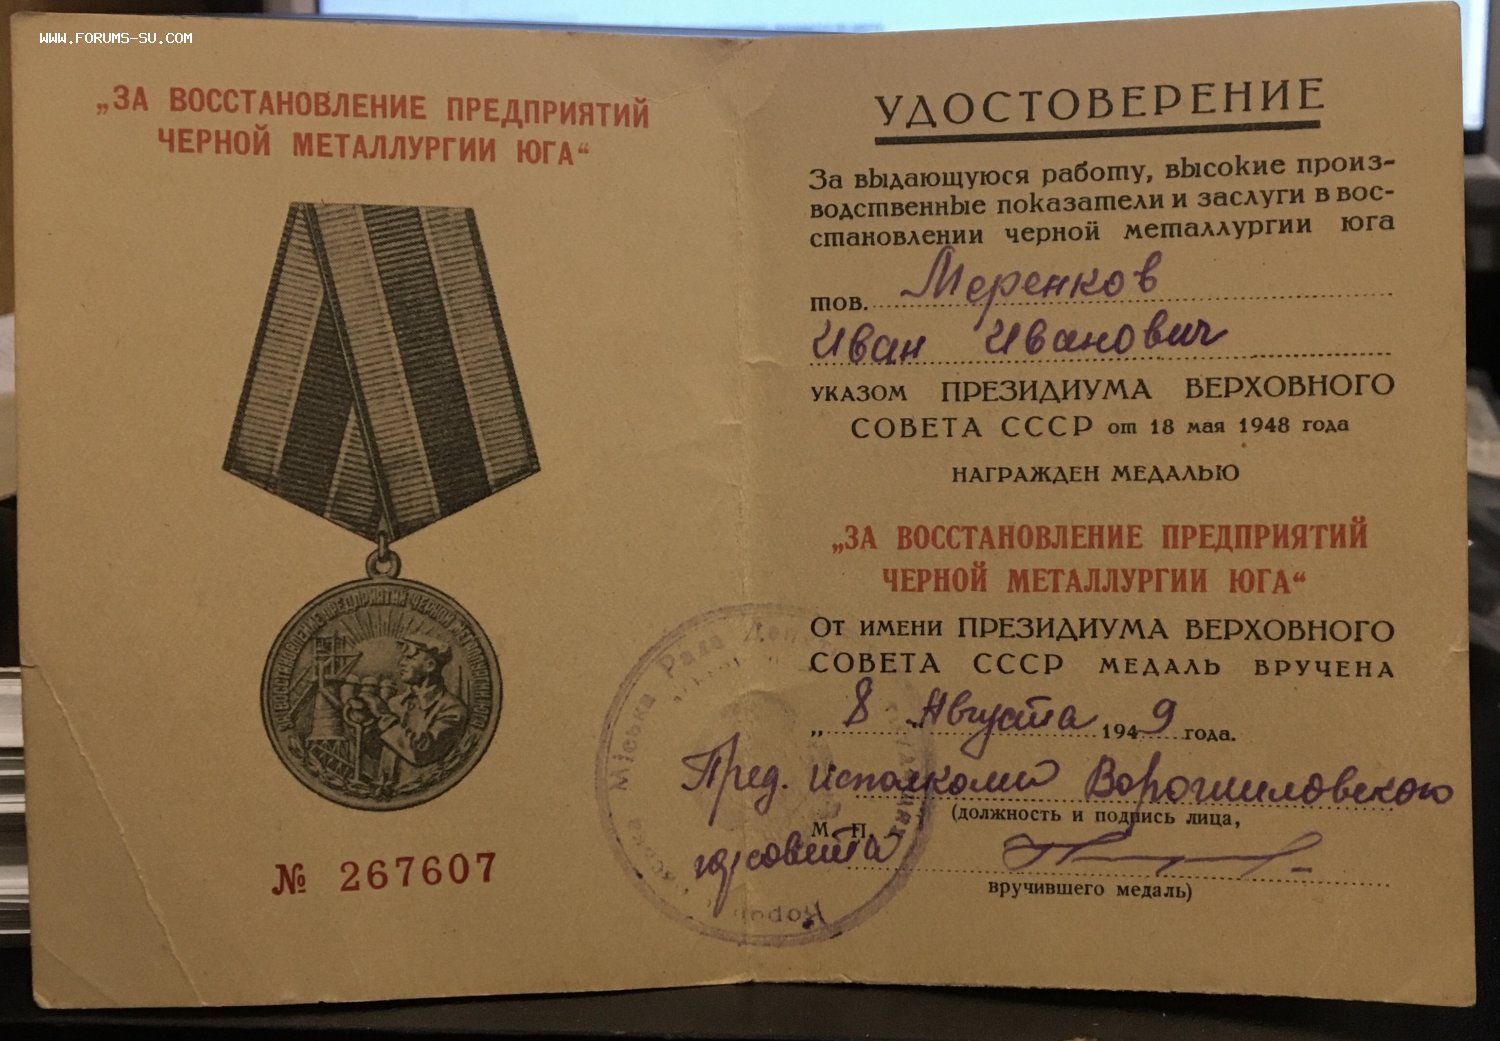 WWW.FORUMS-SU.COM
„ЗА ВОССТАНОВЛЕНИЕ ПРЕДПРИЯТИЙ
ЧЕРНОЙ МЕТАЛЛУРГИИ ЮГА“
№ 267607
УДОСТОВЕРЕНИЕ
За выдающуюся работу, высокие произ-
водственные показатели и заслуги в вос-
становлении черной металлургии юга
тов. Меренков
Иван Иванович
указом ПРЕЗИДИУМА ВЕРХОВНОГО
СОВЕТА СССР от 18 мая 1948 года
НАГРАЖДЕН МЕДАЛЬЮ
„ЗА ВОССТАНОВЛЕНИЕ ПРЕДПРИЯТИЙ
ЧЕРНОЙ МЕТАЛЛУРГИИ ЮГА“
От имени ПРЕЗИДИУМА ВЕРХОВНОГО
СОВЕТА СССР МЕДАЛЬ ВРУЧЕНА
„ 8 " Августа 1949 года.
Пред. исполкома Ворошиловского
(должность и подпись лица,
М. П.
горсовета
вручившего медаль)
Міська Рада